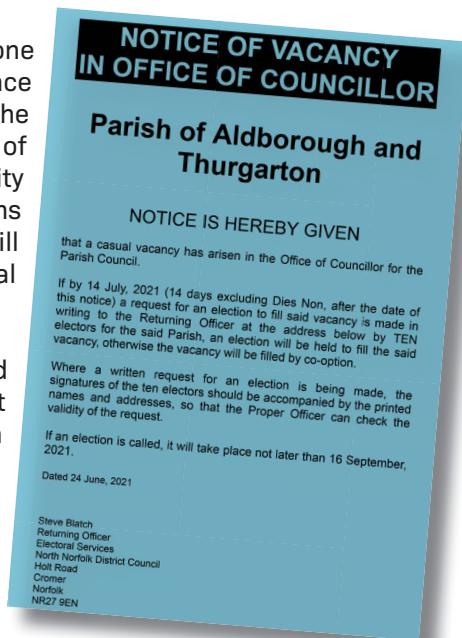 one
nce
he
of
ity
ns
ill
al
d
t
n
NOTICE OF VACANCY
IN OFFICE OF COUNCILLOR
Parish of Aldborough and
Thurgarton
NOTICE IS HEREBY GIVEN
that a casual vacancy has arisen in the Office of Councillor for the
Parish Council.
If by 14 July, 2021 (14 days excluding Dies Non, after the date of
this notice) a request for an election to fill said vacancy is made in
writing to the Returning Officer at the address below by TEN
electors for the said Parish, an election will be held to fill the said
vacancy, otherwise the vacancy will be filled by co-option.
Where a written request for an election is being made, the
signatures of the ten electors should be accompanied by the printed
names and addresses, so that the Proper Officer can check the
validity of the request.
If an election is called, it will take place not later than 16 September,
2021.
Dated 24 June, 2021
Steve Blatch
Returning Officer
Electoral Services
North Norfolk District Council
Holt Road
Cromer
Norfolk
NR27 9EN